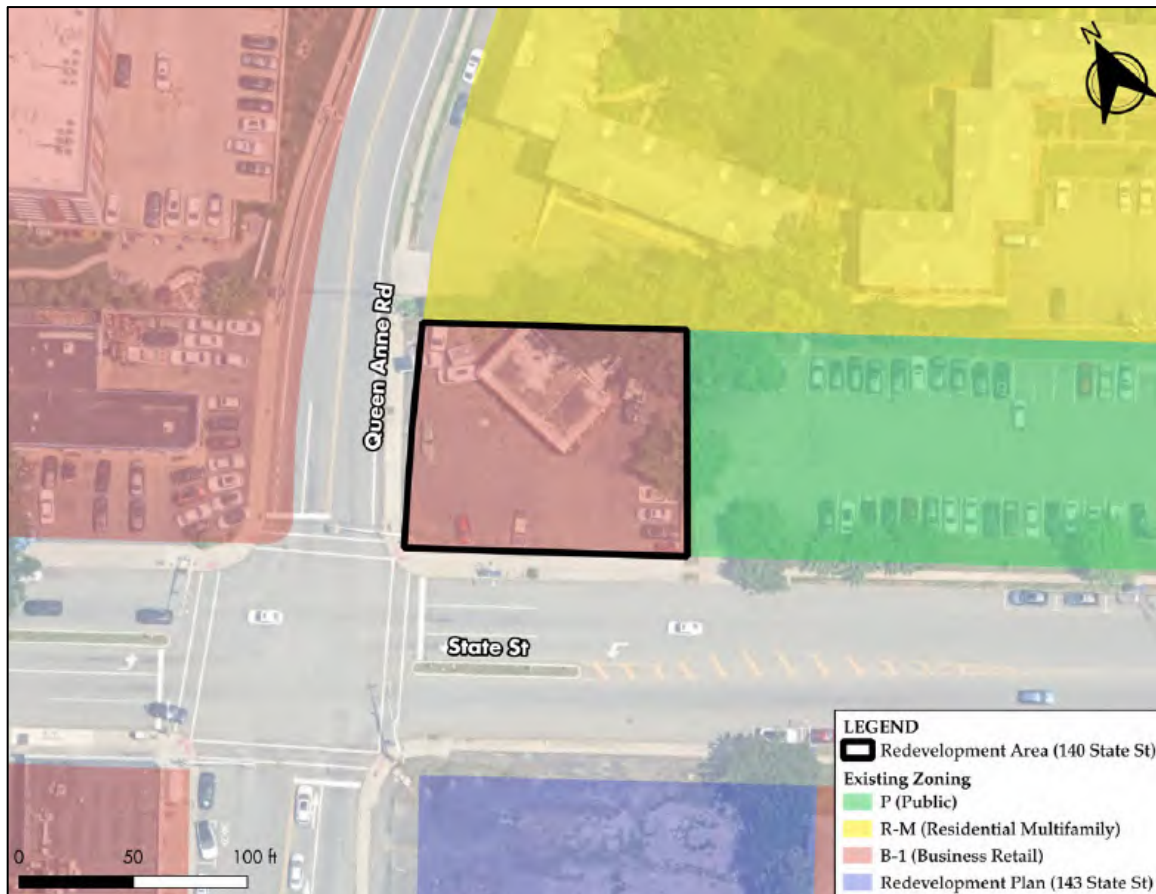 N
Queen Anne Rd
State St
LEGEND
Redevelopment Area (140 State St)
Existing Zoning
P (Public)
R-M (Residential Multifamily)
B-1 (Business Retail)
Redevelopment Plan (143 State St)
0 50 100 ft